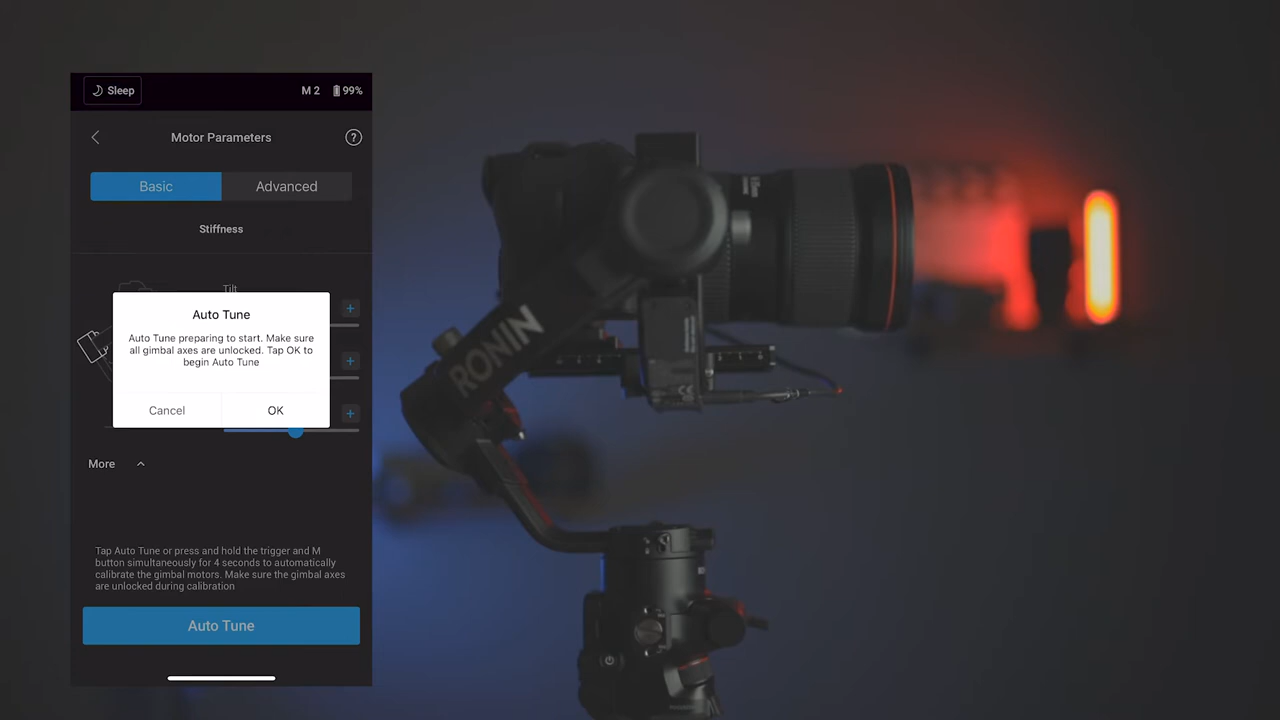 Sleep
M 2
99%
Motor Parameters
?
Basic
Advanced
Stiffness
Tilt
Auto Tune
Auto Tune preparing to start. Make sure
all gimbal axes are unlocked. Tap OK to
begin Auto Tune
Cancel
OK
More
Tap Auto Tune or press and hold the trigger and M
button simultaneously for 4 seconds to automatically
calibrate the gimbal motors. Make sure the gimbal axes
are unlocked during calibration
Auto Tune
RONIN